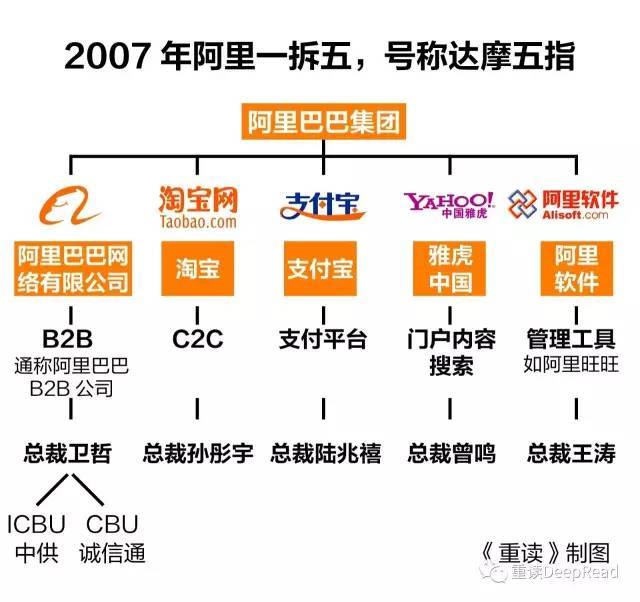 2007 年阿里一拆五，号称达摩五指
阿里巴巴集团
淘宝网
Taobao.com
支付宝
YAHOO!
中国雅虎
阿里软件
Alisoft.com
阿里巴巴网
络有限公司
淘宝
支付宝
雅虎
中国
阿里
软件
B2B
通称阿里巴巴
B2B 公司
C2C
支付平台
门户内容
搜索
管理工具
如阿里旺旺
总裁卫哲
总裁孙彤宇
总裁陆兆禧
总裁曾鸣
总裁王涛
ICBU
中供
CBU
诚信通
《重读》制图
重读DeepRead